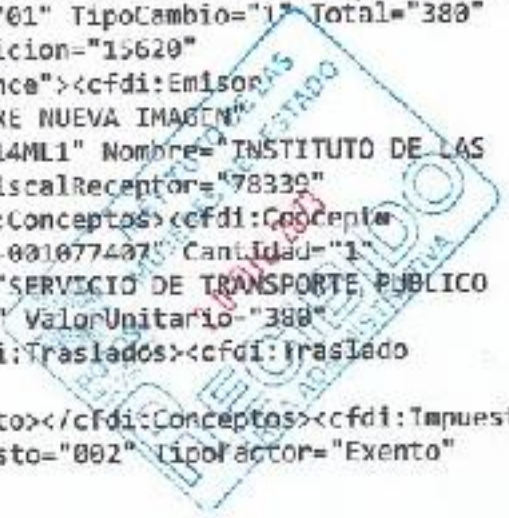 "01" TipoCambio="1" Total="380"
icion="15620"
nce"><cfdi:Emisor
RE NUEVA IMAGEN"
14ML1" Nombre="INSTITUTO DE LAS
iscalReceptor="78339"
:Conceptos><cfdi:Concepto
-001077407" Cantidad="1"
"SERVICIO DE TRANSPORTE PUBLICO
" ValorUnitario="380"
i:Traslados><cfdi:Traslado
to></cfdi:Conceptos><cfdi:Impuest
sto="002" TipoFactor="Exento"
RECIBIDO